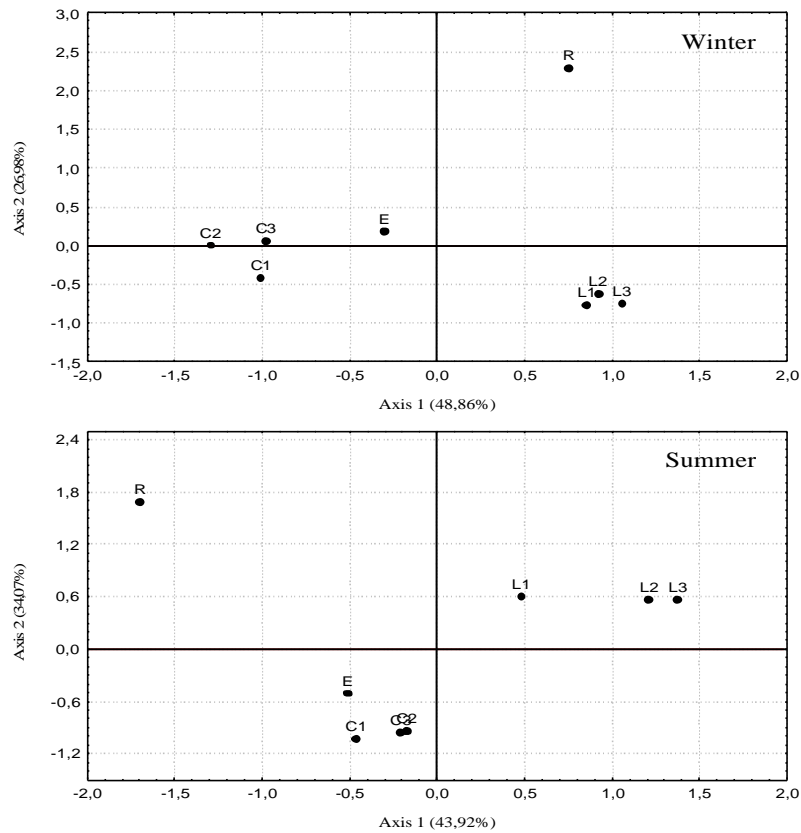 3,0
Winter
R
2,5
2,0
1,5
1,0
Axis 2 (26,98%)
0,5
C2
C3
E
0,0
C1
-0,5
L1
L2
L3
-1,0
-1,5
-2,0 -1,5 -1,0 -0,5 0,0 0,5 1,0 1,5 2,0
Axis 1 (48,86%)
2,4
Summer
R
1,8
1,2
Axis 2 (34,07%)
L1
L2
L3
0,6
0,0
E
-0,6
C1
C3
C2
-1,2
-2,0 -1,5 -1,0 -0,5 0,0 0,5 1,0 1,5 2,0
Axis 1 (43,92%)